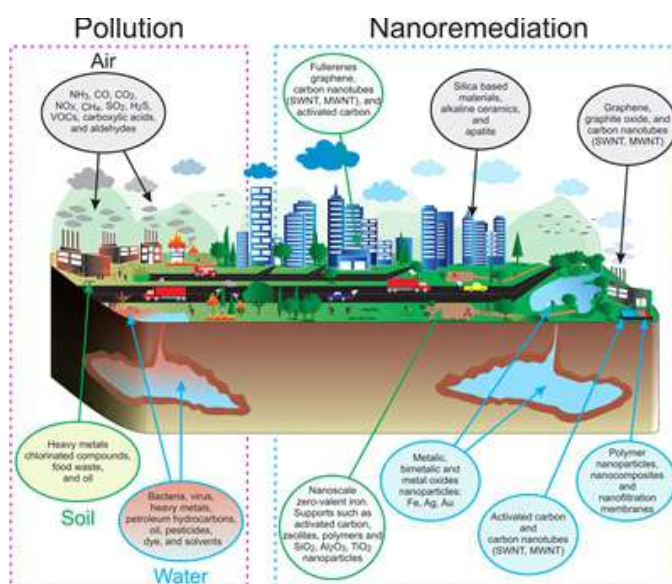 Pollution
Nanoremediation
Air
NH₃, CO, CO₂,
NOx, CH₄, SO₂, H₂S,
VOCs, carboxylic acids,
and aldehydes
Fullerenes
graphene,
carbon nanotubes
(SWNT, MWNT), and
activated carbon
Silica based
materials,
alkaline ceramics,
and
apatite
Graphene,
graphite oxide, and
carbon nanotubes
(SWNT, MWNT)
Heavy metals
chlorinated compounds,
food waste,
and oil
Soil
Bacteria, virus,
heavy metals,
petroleum hydrocarbons,
oil, pesticides,
dye, and solvents
Water
Nanoscale
zero-valent iron.
Supports such as
activated carbon,
zeolites, polymers and
SiO₂, Al₂O₃, TiO₂
nanoparticles
Metalic,
bimetalic and
metal oxides
nanoparticles:
Fe, Ag, Au
Activated carbon
and
carbon nanotubes
(SWNT, MWNT)
Polymer
nanoparticles,
nanocomposites
and
nanofiltration
membranes